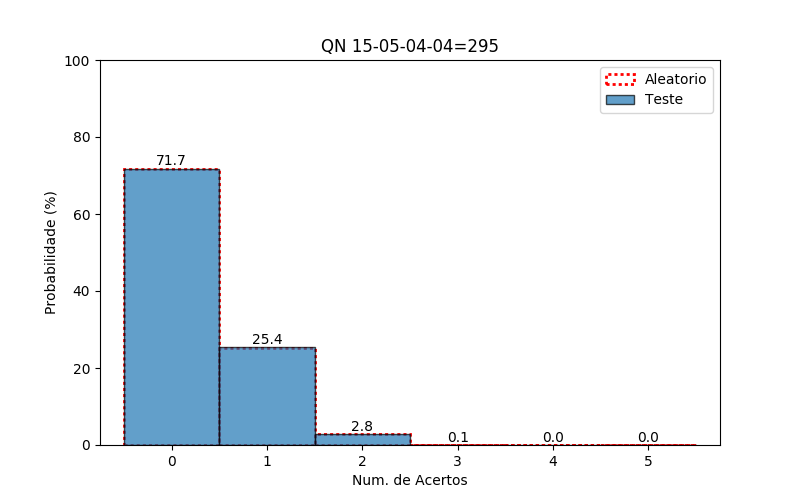 QN 15-05-04-04=295
100
80
60
40
20
0
Probabilidade (%)
Aleatorio
Teste
71.7
25.4
2.8
0.1
0.0
0.0
0 1 2 3 4 5
Num. de Acertos